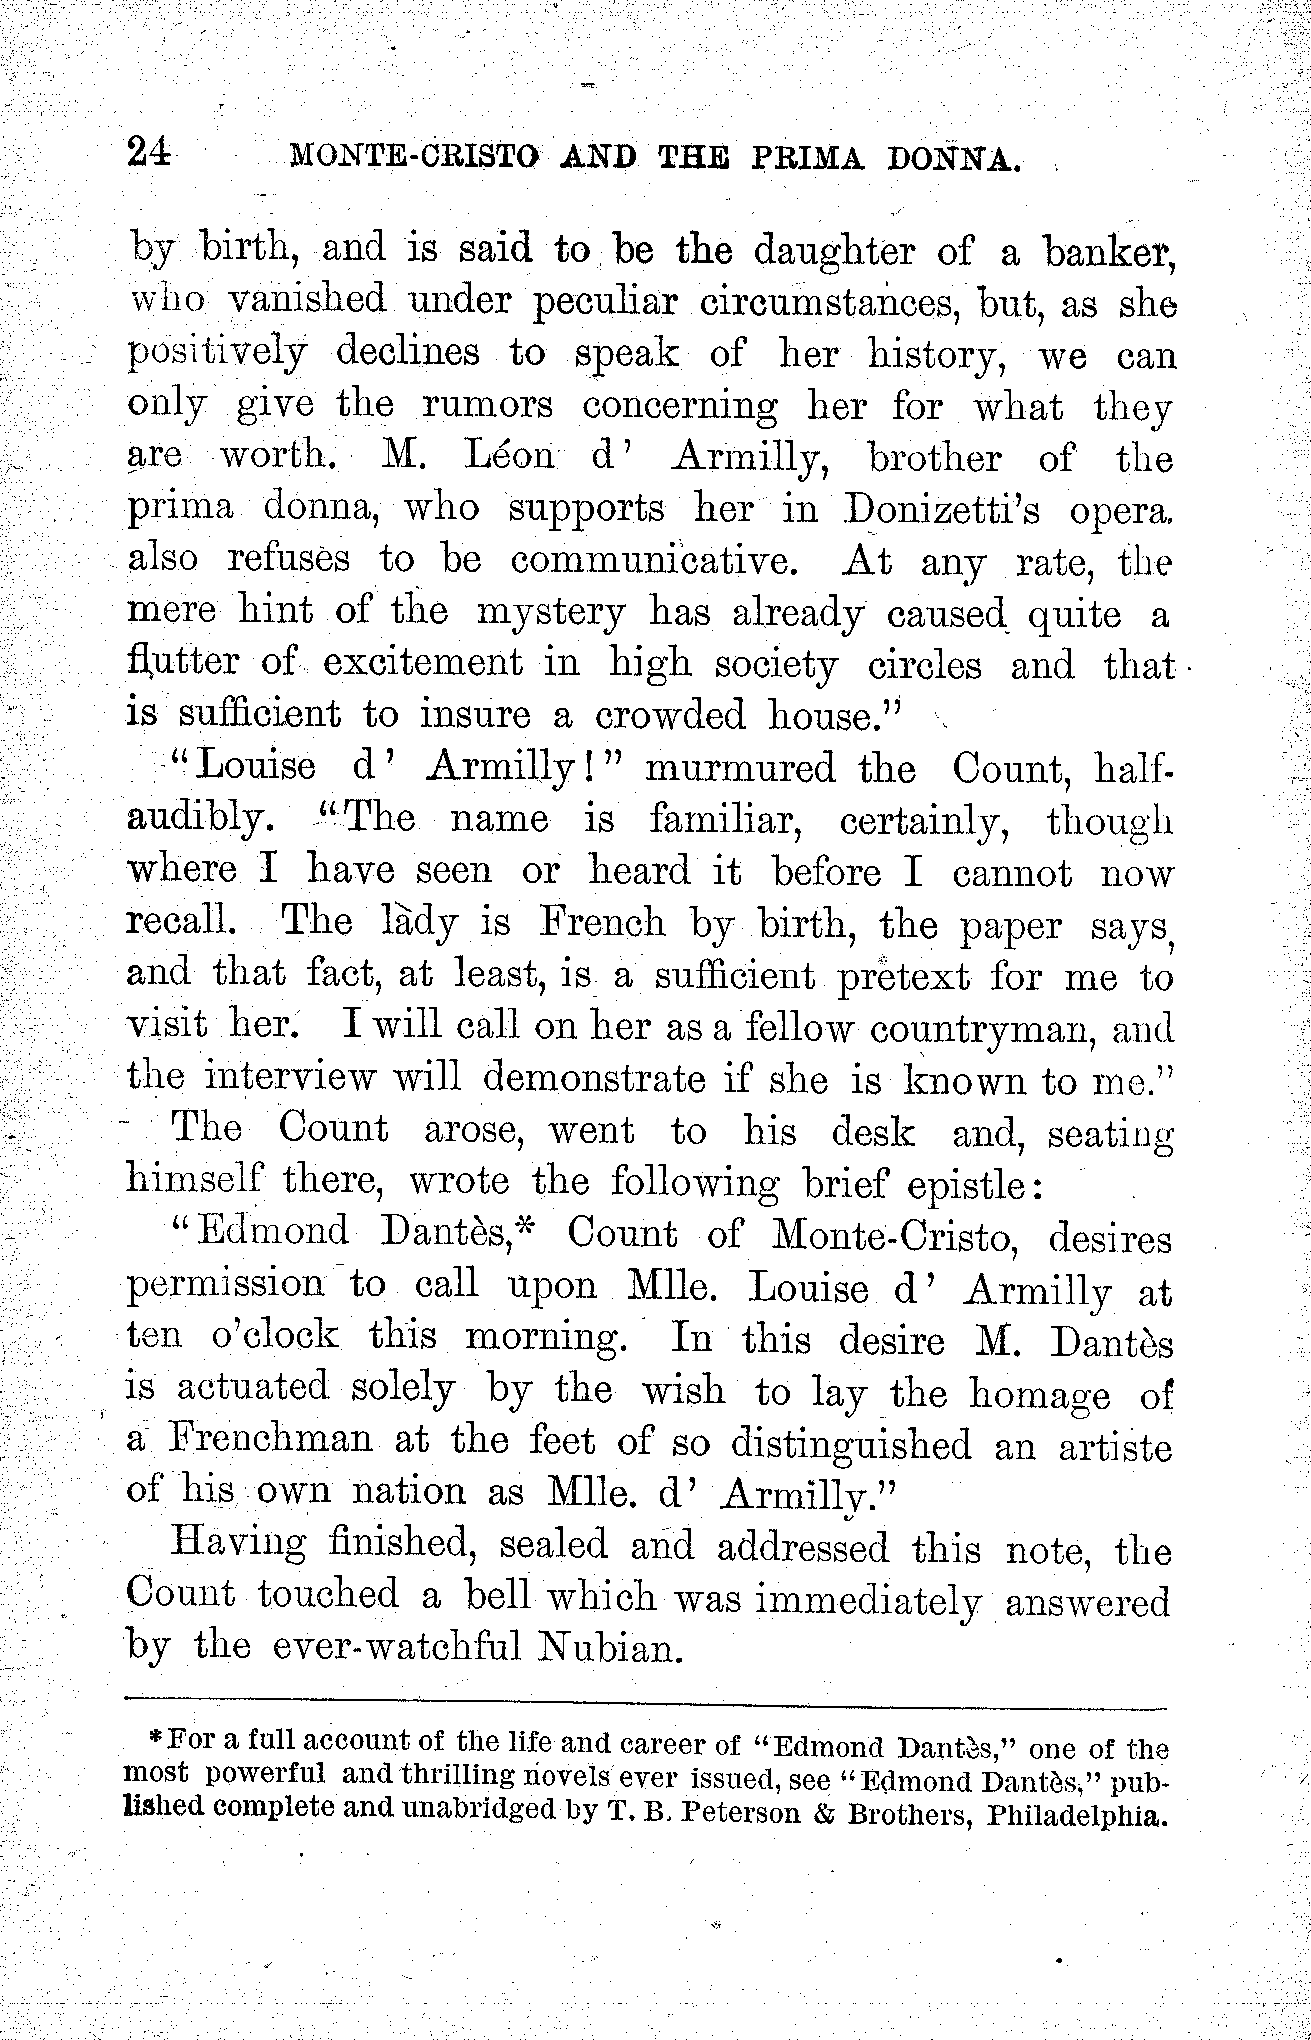 24 MONTE-CRISTO AND THE PRIMA DONNA.
by birth, and is said to be the daughter of a banker,
who vanished under peculiar circumstances, but, as she
positively declines to speak of her history, we can
only give the rumors concerning her for what they
are worth. M. Léon d' Armilly, brother of the
prima donna, who supports her in Donizetti's opera,
also refuses to be communicative. At any rate, the
mere hint of the mystery has already caused quite a
flutter of excitement in high society circles and that
is sufficient to insure a crowded house."
"Louise d' Armilly!" murmured the Count, half-
audibly. "The name is familiar, certainly, though
where I have seen or heard it before I cannot now
recall. The lady is French by birth, the paper says,
and that fact, at least, is a sufficient pretext for me to
visit her. I will call on her as a fellow countryman, and
the interview will demonstrate if she is known to me."
The Count arose, went to his desk and, seating
himself there, wrote the following brief epistle:
"Edmond Dantès,* Count of Monte-Cristo, desires
permission to call upon Mlle. Louise d' Armilly at
ten o'clock this morning. In this desire M. Dantès
is actuated solely by the wish to lay the homage of
a Frenchman at the feet of so distinguished an artiste
of his own nation as Mlle. d' Armilly."
Having finished, sealed and addressed this note, the
Count touched a bell which was immediately answered
by the ever-watchful Nubian.
*For a full account of the life and career of "Edmond Dantès," one of the
most powerful and thrilling novels ever issued, see "Edmond Dantès," pub-
lished complete and unabridged by T. B. Peterson & Brothers, Philadelphia.